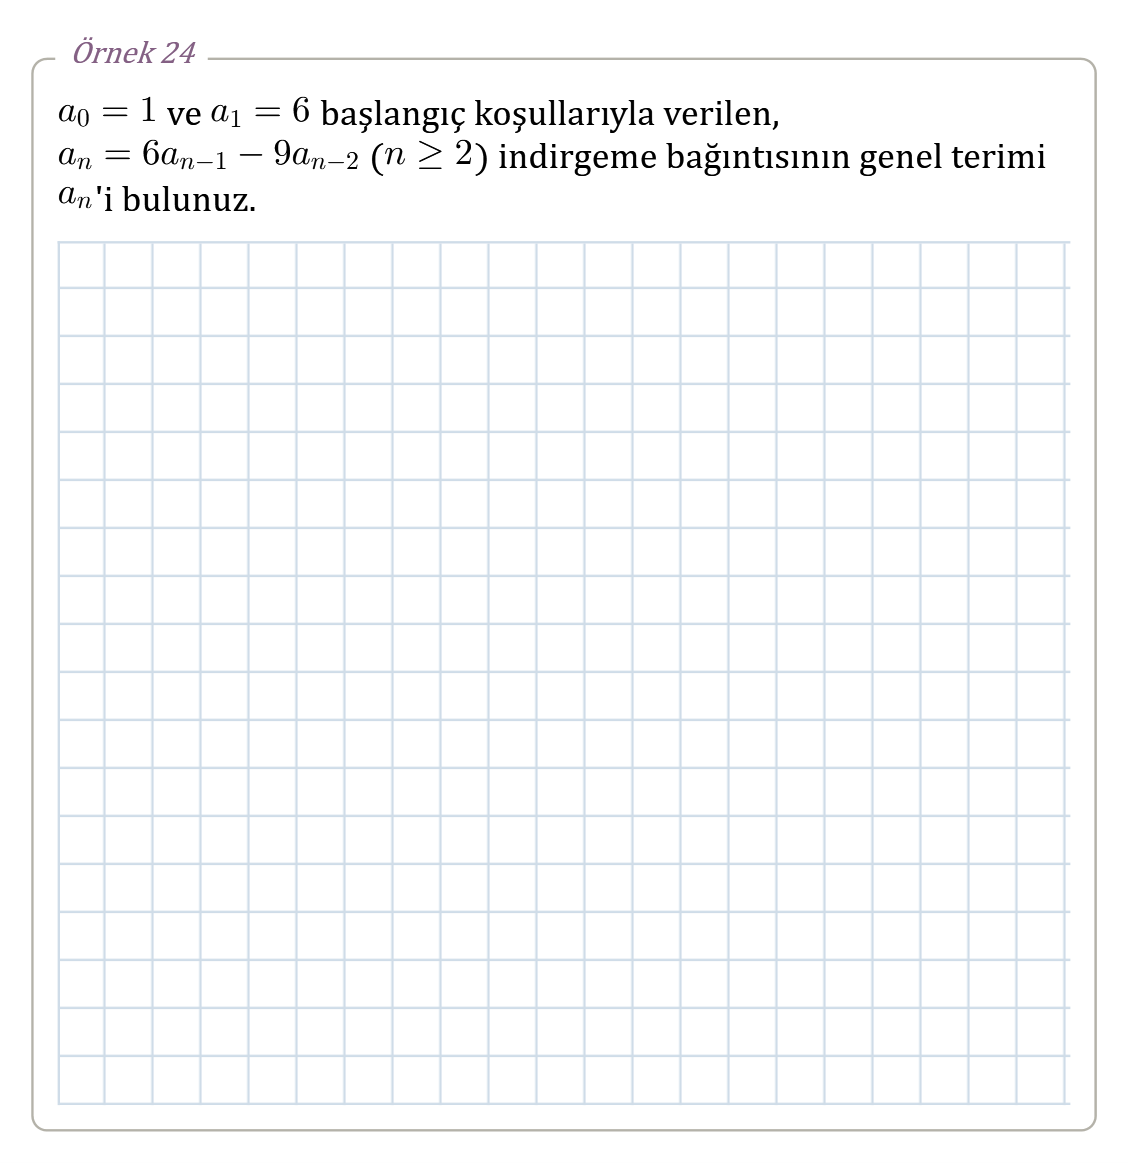 Örnek 24
a₀ = 1 ve a₁ = 6 başlangıç koşullarıyla verilen,
aₙ = 6aₙ₋₁ − 9aₙ₋₂ (n ≥ 2) indirgeme bağıntısının genel terimi
aₙ'i bulunuz.